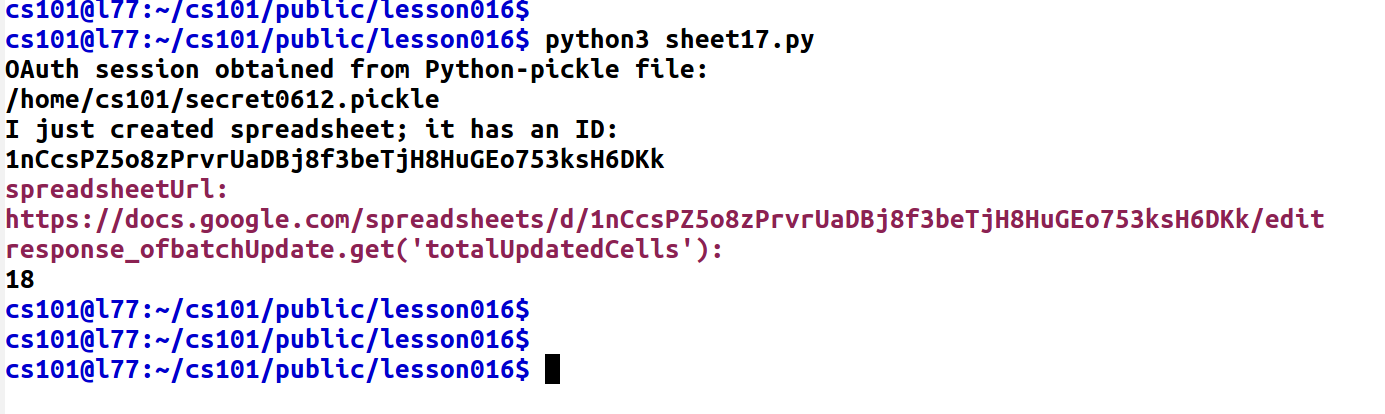 cs101@l77:~/cs101/public/lesson016$
cs101@l77:~/cs101/public/lesson016$ python3 sheet17.py
OAuth session obtained from Python-pickle file:
/home/cs101/secret0612.pickle
I just created spreadsheet; it has an ID:
1nCcsPZ5o8zPrvrUaDBj8f3beTjH8HuGEo753ksH6DKk
spreadsheetUrl:
https://docs.google.com/spreadsheets/d/1nCcsPZ5o8zPrvrUaDBj8f3beTjH8HuGEo753ksH6DKk/edit
response_ofbatchUpdate.get('totalUpdatedCells'):
18
cs101@l77:~/cs101/public/lesson016$
cs101@l77:~/cs101/public/lesson016$
cs101@l77:~/cs101/public/lesson016$